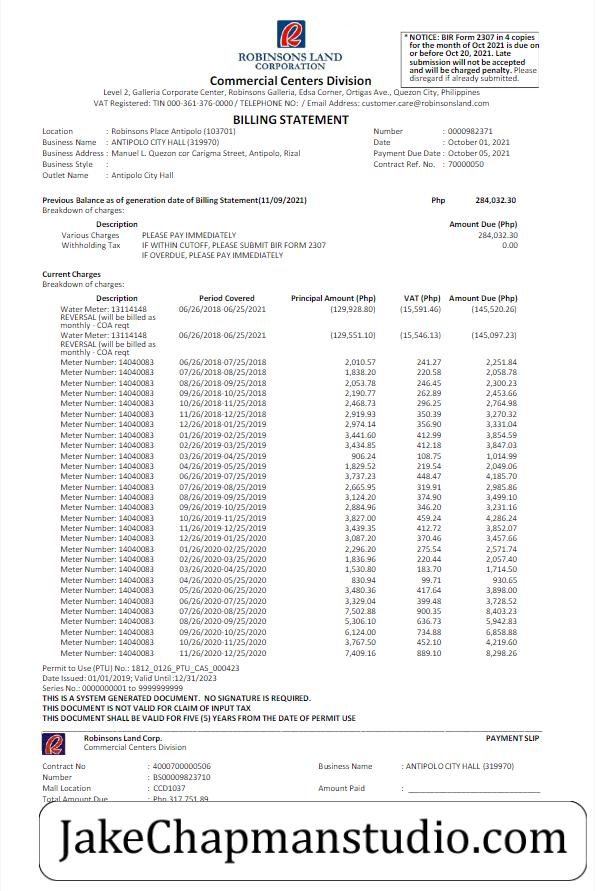 ROBINSONS LAND
CORPORATION
Commercial Centers Division
* NOTICE: BIR Form 2307 in 4 copies
for the month of Oct 2021 is due on
or before Oct 20, 2021. Late
submission will not be accepted
and will be charged penalty. Please
disregard if already submitted.
Level 2, Galleria Corporate Center, Robinsons Galleria, Edsa Corner, Ortigas Ave., Quezon City, Philippines
VAT Registered: TIN 000-361-376-0000 / TELEPHONE NO: / Email Address: customer.care@robinsonsland.com
BILLING STATEMENT
Location : Robinsons Place Antipolo (103701) Number : 0000982371
Business Name : ANTIPOLO CITY HALL (319970) Date : October 01, 2021
Business Address : Manuel L. Quezon cor Carigma Street, Antipolo, Rizal Payment Due Date : October 05, 2021
Business Style : Contract Ref. No. : 70000050
Outlet Name : Antipolo City Hall
Previous Balance as of generation date of Billing Statement(11/09/2021) Php 284,032.30
Breakdown of charges:
Description Amount Due (Php)
Various Charges PLEASE PAY IMMEDIATELY 284,032.30
Withholding Tax IF WITHIN CUTOFF, PLEASE SUBMIT BIR FORM 2307 0.00
IF OVERDUE, PLEASE PAY IMMEDIATELY
Current Charges
Breakdown of charges:
Description Period Covered Principal Amount (Php) VAT (Php) Amount Due (Php)
Water Meter: 13114148 06/26/2018-06/25/2021 (129,928.80) (15,591.46) (145,520.26)
REVERSAL (will be billed as
monthly - COA reqt
Water Meter: 13114148 06/26/2018-06/25/2021 (129,551.10) (15,546.13) (145,097.23)
REVERSAL (will be billed as
monthly - COA reqt
Meter Number: 14040083 06/26/2018-07/25/2018 2,010.57 241.27 2,251.84
Meter Number: 14040083 07/26/2018-08/25/2018 1,838.20 220.58 2,058.78
Meter Number: 14040083 08/26/2018-09/25/2018 2,053.78 246.45 2,300.23
Meter Number: 14040083 09/26/2018-10/25/2018 2,190.77 262.89 2,453.66
Meter Number: 14040083 10/26/2018-11/25/2018 2,468.73 296.25 2,764.98
Meter Number: 14040083 11/26/2018-12/25/2018 2,919.93 350.39 3,270.32
Meter Number: 14040083 12/26/2018-01/25/2019 2,974.14 356.90 3,331.04
Meter Number: 14040083 01/26/2019-02/25/2019 3,441.60 412.99 3,854.59
Meter Number: 14040083 02/26/2019-03/25/2019 3,434.85 412.18 3,847.03
Meter Number: 14040083 03/26/2019-04/25/2019 906.24 108.75 1,014.99
Meter Number: 14040083 04/26/2019-05/25/2019 1,829.52 219.54 2,049.06
Meter Number: 14040083 06/26/2019-07/25/2019 3,737.23 448.47 4,185.70
Meter Number: 14040083 07/26/2019-08/25/2019 2,665.95 319.91 2,985.86
Meter Number: 14040083 08/26/2019-09/25/2019 3,124.20 374.90 3,499.10
Meter Number: 14040083 09/26/2019-10/25/2019 2,884.96 346.20 3,231.16
Meter Number: 14040083 10/26/2019-11/25/2019 3,827.00 459.24 4,286.24
Meter Number: 14040083 11/26/2019-12/25/2019 3,439.35 412.72 3,852.07
Meter Number: 14040083 12/26/2019-01/25/2020 3,087.20 370.46 3,457.66
Meter Number: 14040083 01/26/2020-02/25/2020 2,296.20 275.54 2,571.74
Meter Number: 14040083 02/26/2020-03/25/2020 1,836.96 220.44 2,057.40
Meter Number: 14040083 03/26/2020-04/25/2020 1,530.80 183.70 1,714.50
Meter Number: 14040083 04/26/2020-05/25/2020 830.94 99.71 930.65
Meter Number: 14040083 05/26/2020-06/25/2020 3,480.36 417.64 3,898.00
Meter Number: 14040083 06/26/2020-07/25/2020 3,329.04 399.48 3,728.52
Meter Number: 14040083 07/26/2020-08/25/2020 7,502.88 900.35 8,403.23
Meter Number: 14040083 08/26/2020-09/25/2020 5,306.10 636.73 5,942.83
Meter Number: 14040083 09/26/2020-10/25/2020 6,124.00 734.88 6,858.88
Meter Number: 14040083 10/26/2020-11/25/2020 3,767.50 452.10 4,219.60
Meter Number: 14040083 11/26/2020-12/25/2020 7,409.16 889.10 8,298.26
Permit to Use (PTU) No.: 1812_0126_PTU_CAS_000423
Date Issued: 01/01/2019; Valid Until :12/31/2023
Series No.: 0000000001 to 9999999999
THIS IS A SYSTEM GENERATED DOCUMENT. NO SIGNATURE IS REQUIRED.
THIS DOCUMENT IS NOT VALID FOR CLAIM OF INPUT TAX
THIS DOCUMENT SHALL BE VALID FOR FIVE (5) YEARS FROM THE DATE OF PERMIT USE
Robinsons Land Corp. PAYMENT SLIP
Commercial Centers Division
Contract No : 4000700000506 Business Name : ANTIPOLO CITY HALL (319970)
Number : BS00009823710
Mall Location : CCD1037 Amount Paid :
Total Amount Due : Php 317,751.89
JakeChapmanstudio.com